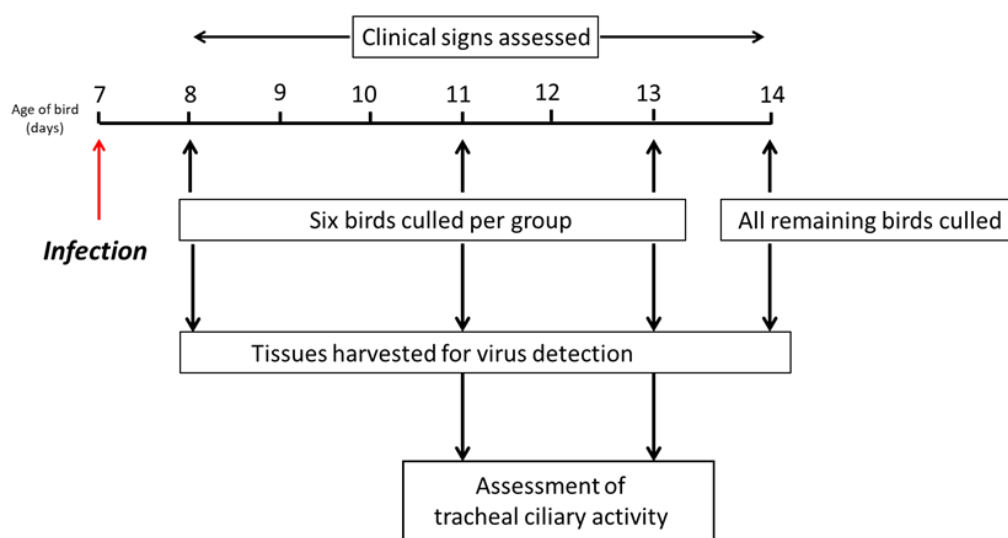 Clinical signs assessed
7 8 9 10 11 12 13 14
Age of bird
(days)
Six birds culled per group
All remaining birds culled
Infection
Tissues harvested for virus detection
Assessment of
tracheal ciliary activity